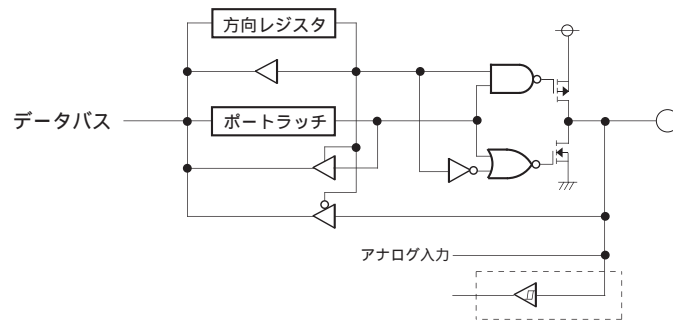 方向レジスタ
データバス
ポートラッチ
アナログ入力